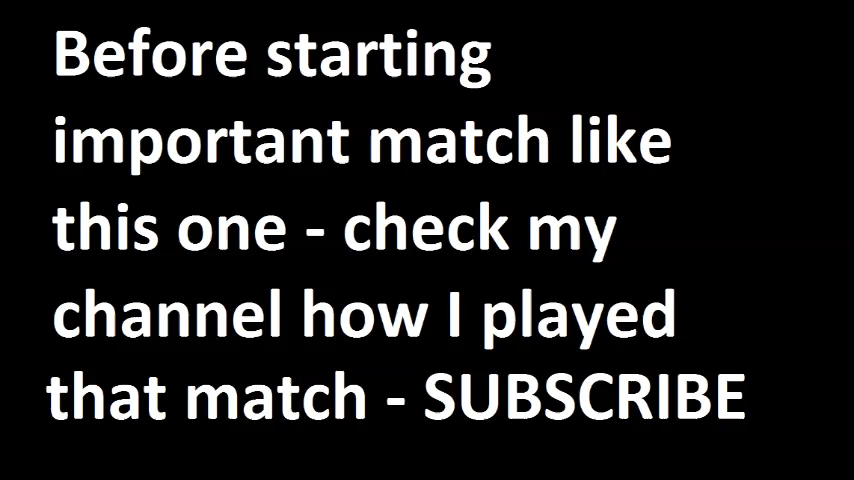 Before starting
important match like
this one - check my
channel how I played
that match - SUBSCRIBE